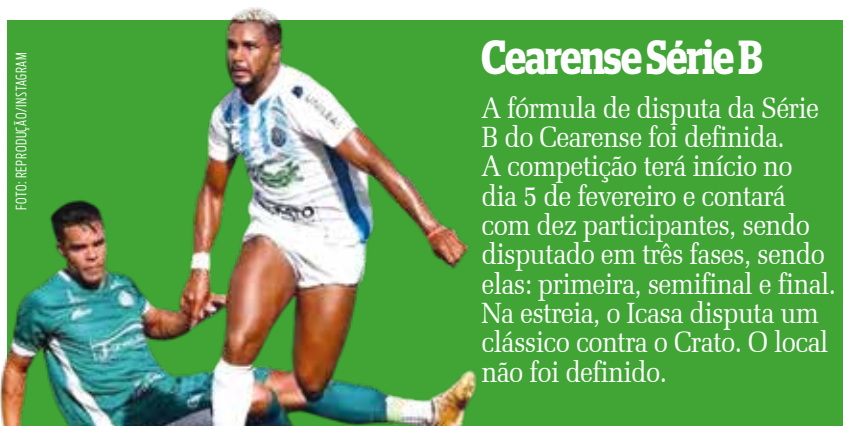 FOTO: REPRODUÇÃO/INSTAGRAM
Cearense Série B
A fórmula de disputa da Série
B do Cearense foi definida.
A competição terá início no
dia 5 de fevereiro e contará
com dez participantes, sendo
disputado em três fases, sendo
elas: primeira, semifinal e final.
Na estreia, o Icasa disputa um
clássico contra o Crato. O local
não foi definido.